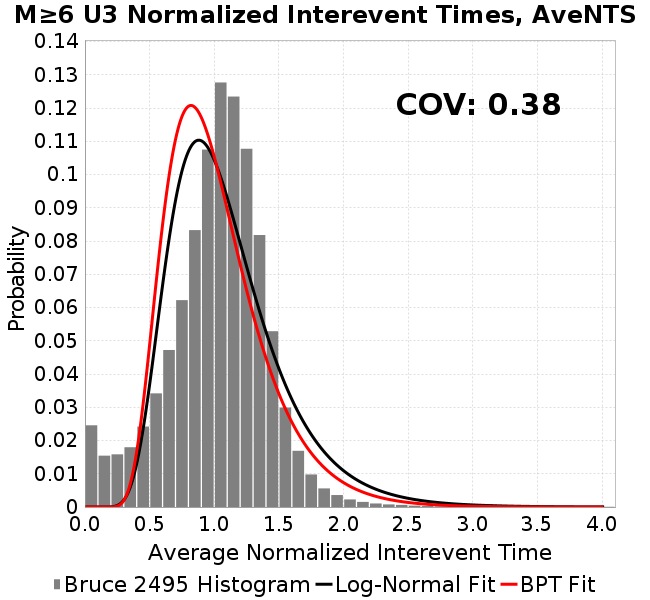 M≥6 U3 Normalized Interevent Times, AveNTS
COV: 0.38
Probability
0.14
0.13
0.12
0.11
0.1
0.09
0.08
0.07
0.06
0.05
0.04
0.03
0.02
0.01
0
0.0 0.5 1.0 1.5 2.0 2.5 3.0 3.5 4.0
Average Normalized Interevent Time
Bruce 2495 Histogram Log-Normal Fit BPT Fit